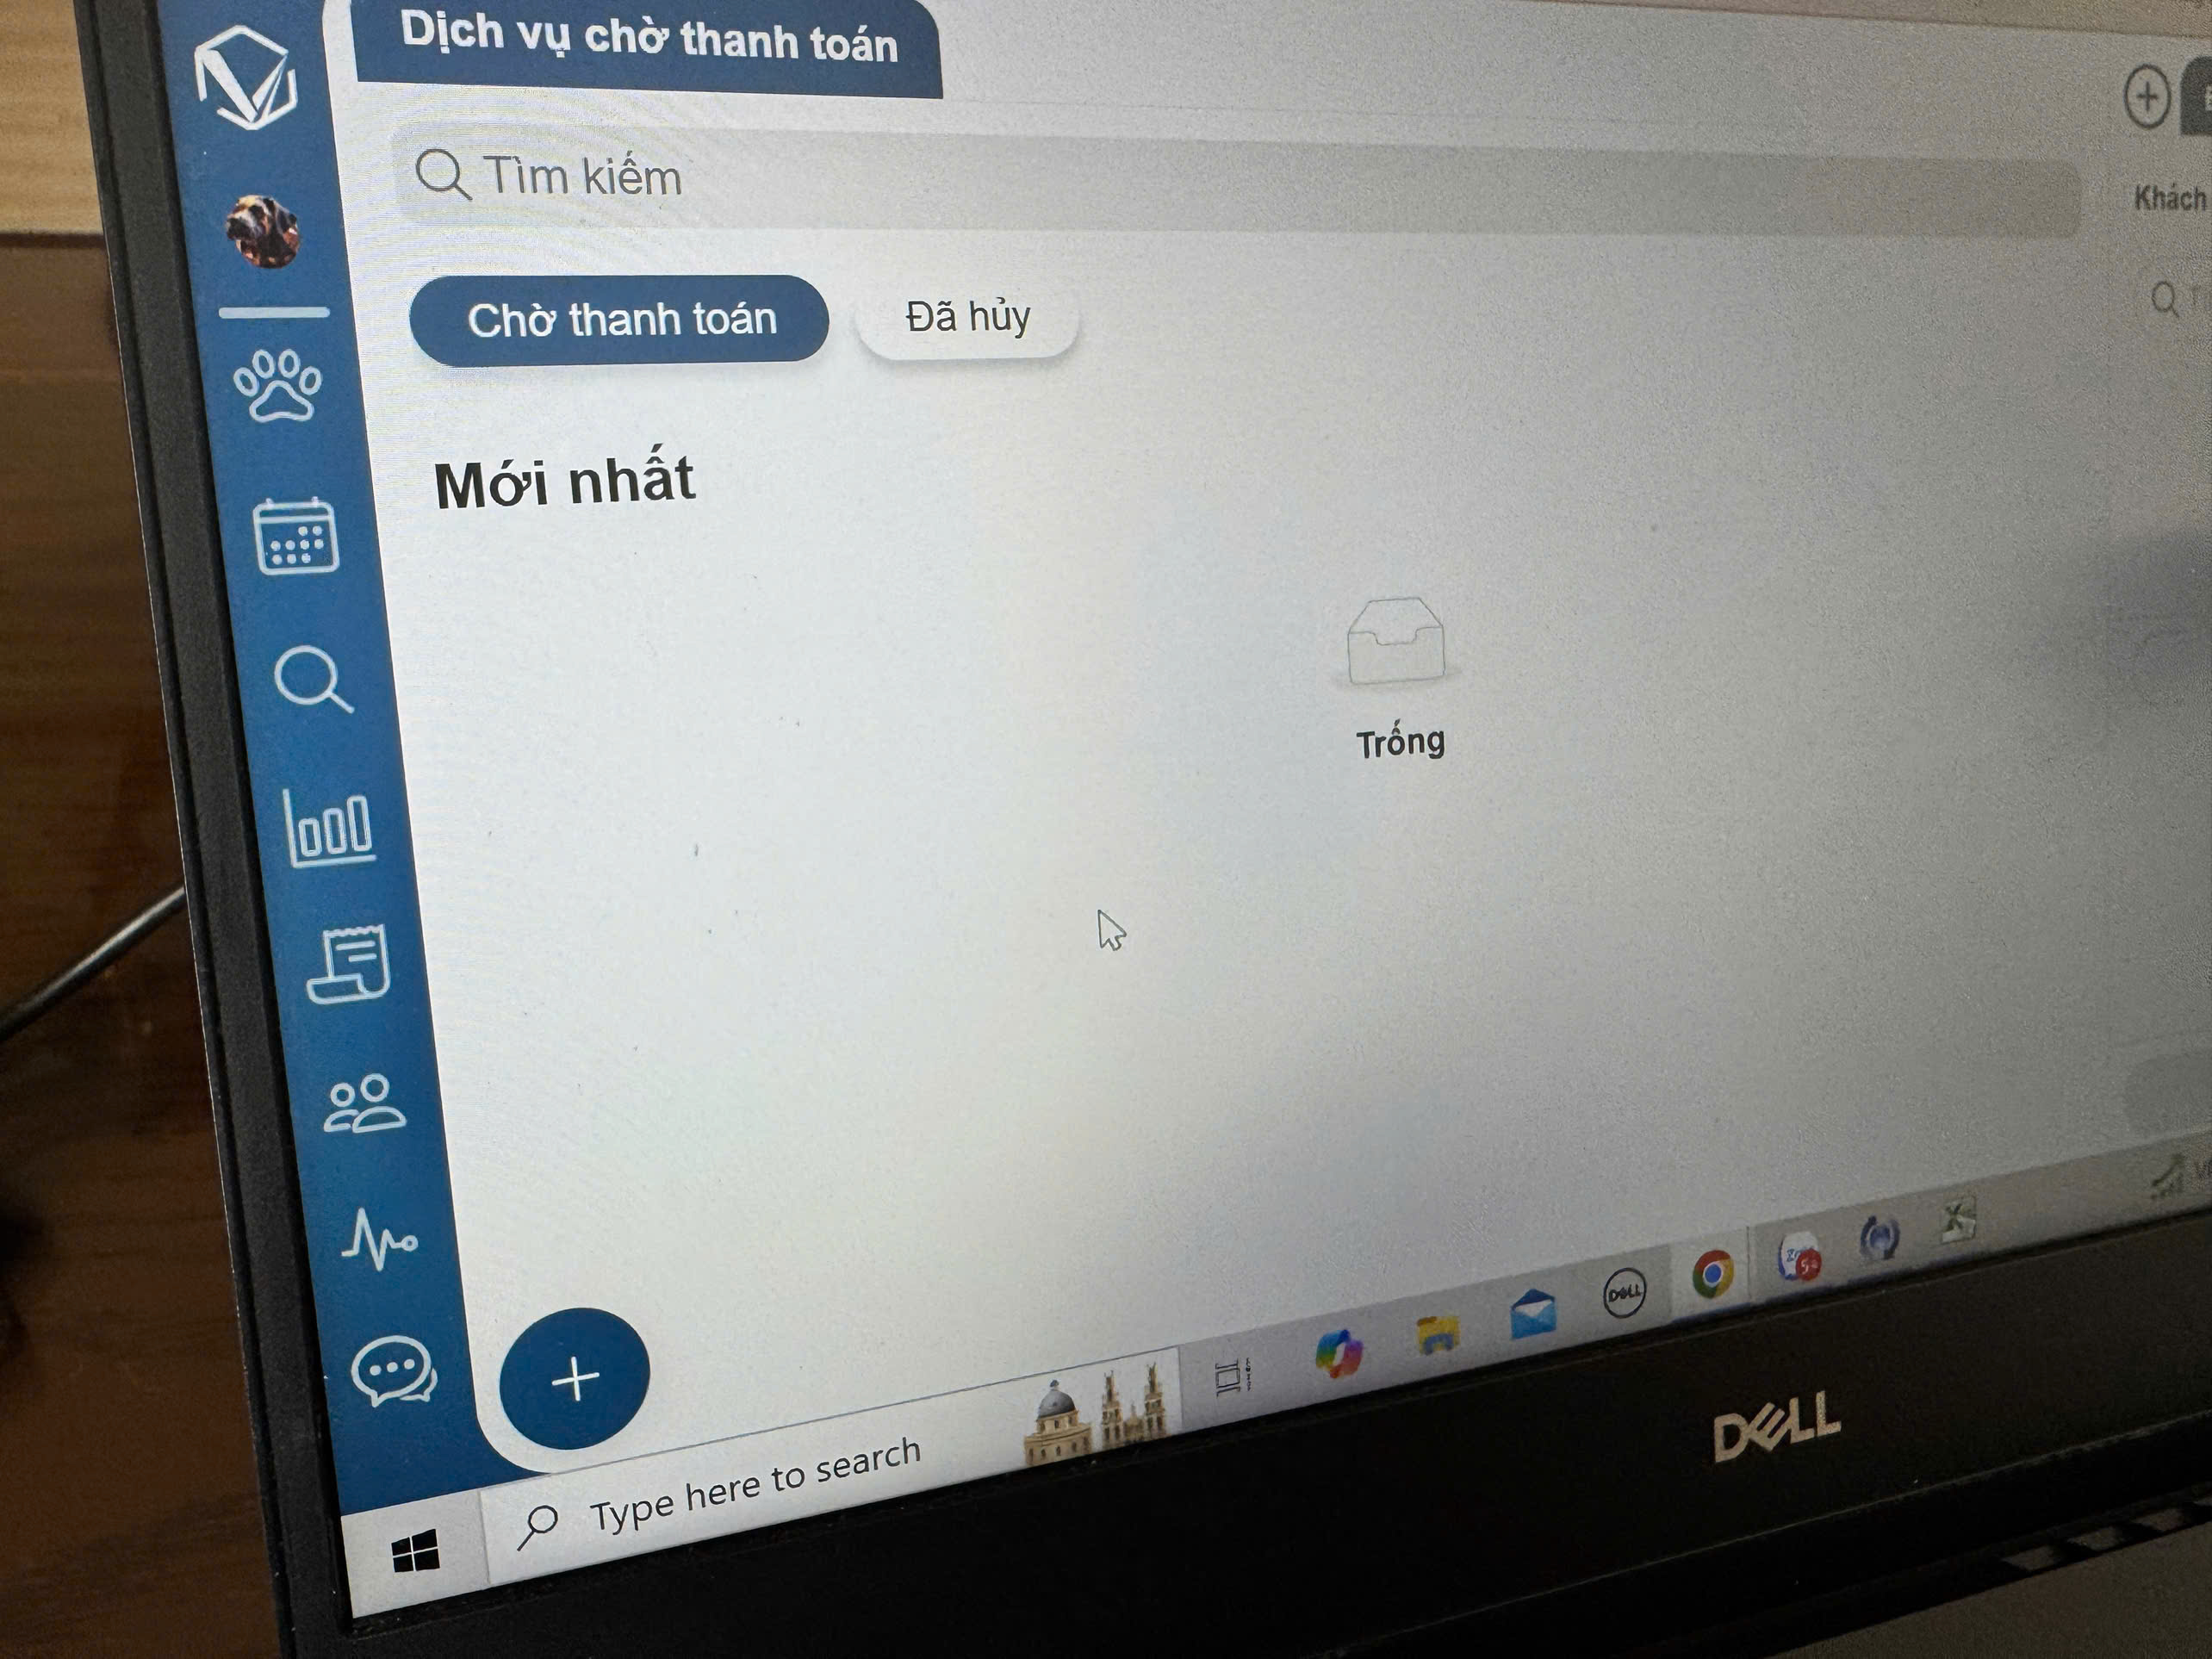 Dịch vụ chờ thanh toán
Tìm kiếm
Khách
Chờ thanh toán
Đã hủy
Mới nhất
Trống
Type here to search
DELL
DELL